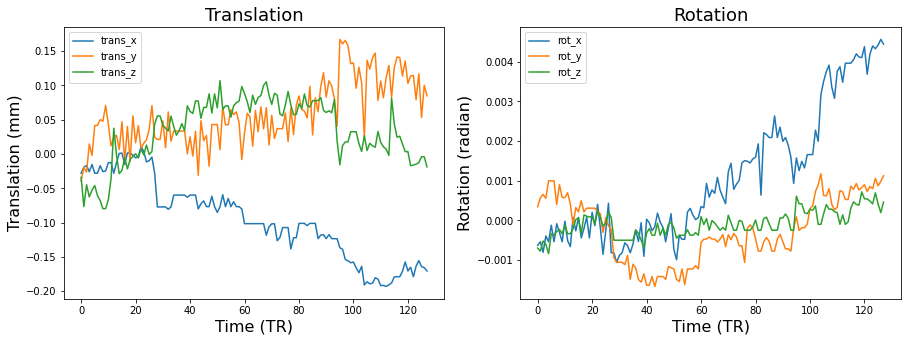 Translation
Translation (mm)
0.15
0.10
0.05
0.00
−0.05
−0.10
−0.15
−0.20
trans_x
trans_y
trans_z
0
20
40
60
80
100
120
Time (TR)
Rotation
Rotation (radian)
0.004
0.003
0.002
0.001
0.000
−0.001
rot_x
rot_y
rot_z
0
20
40
60
80
100
120
Time (TR)